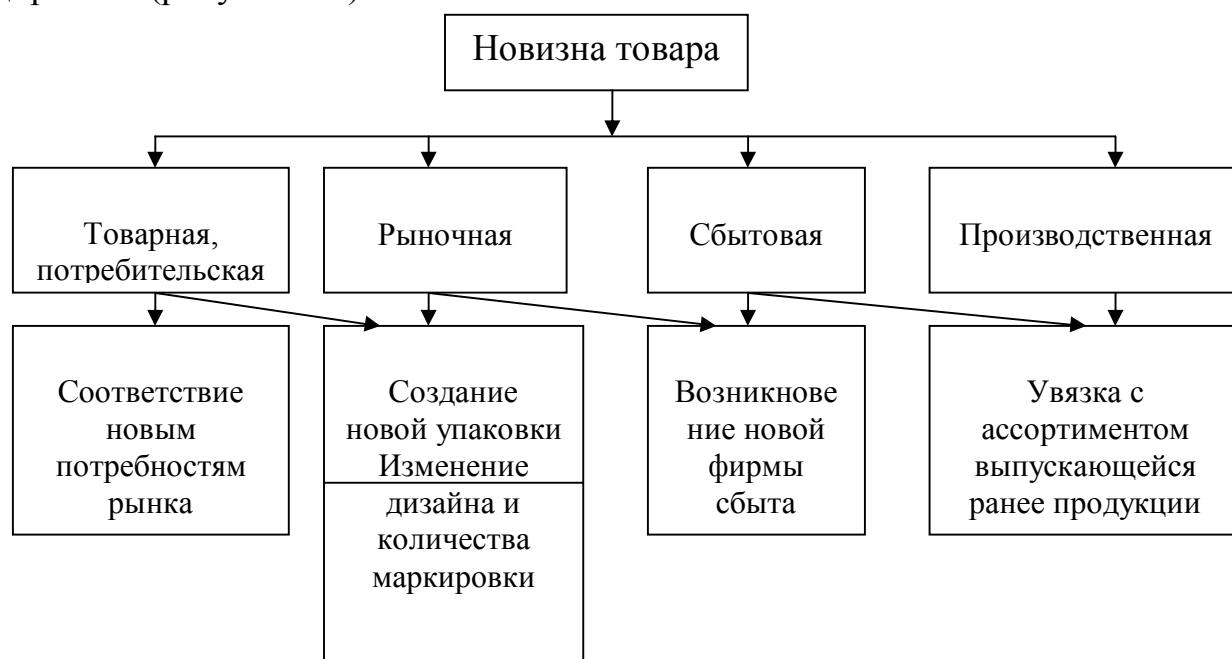 Новизна товара
Товарная,
потребительская
Рыночная
Сбытовая
Производственная
Соответствие
новым
потребностям
рынка
Создание
новой упаковки
Изменение
дизайна и
количества
маркировки
Возникнове
ние новой
фирмы
сбыта
Увязка с
ассортиментом
выпускающейся
ранее продукции